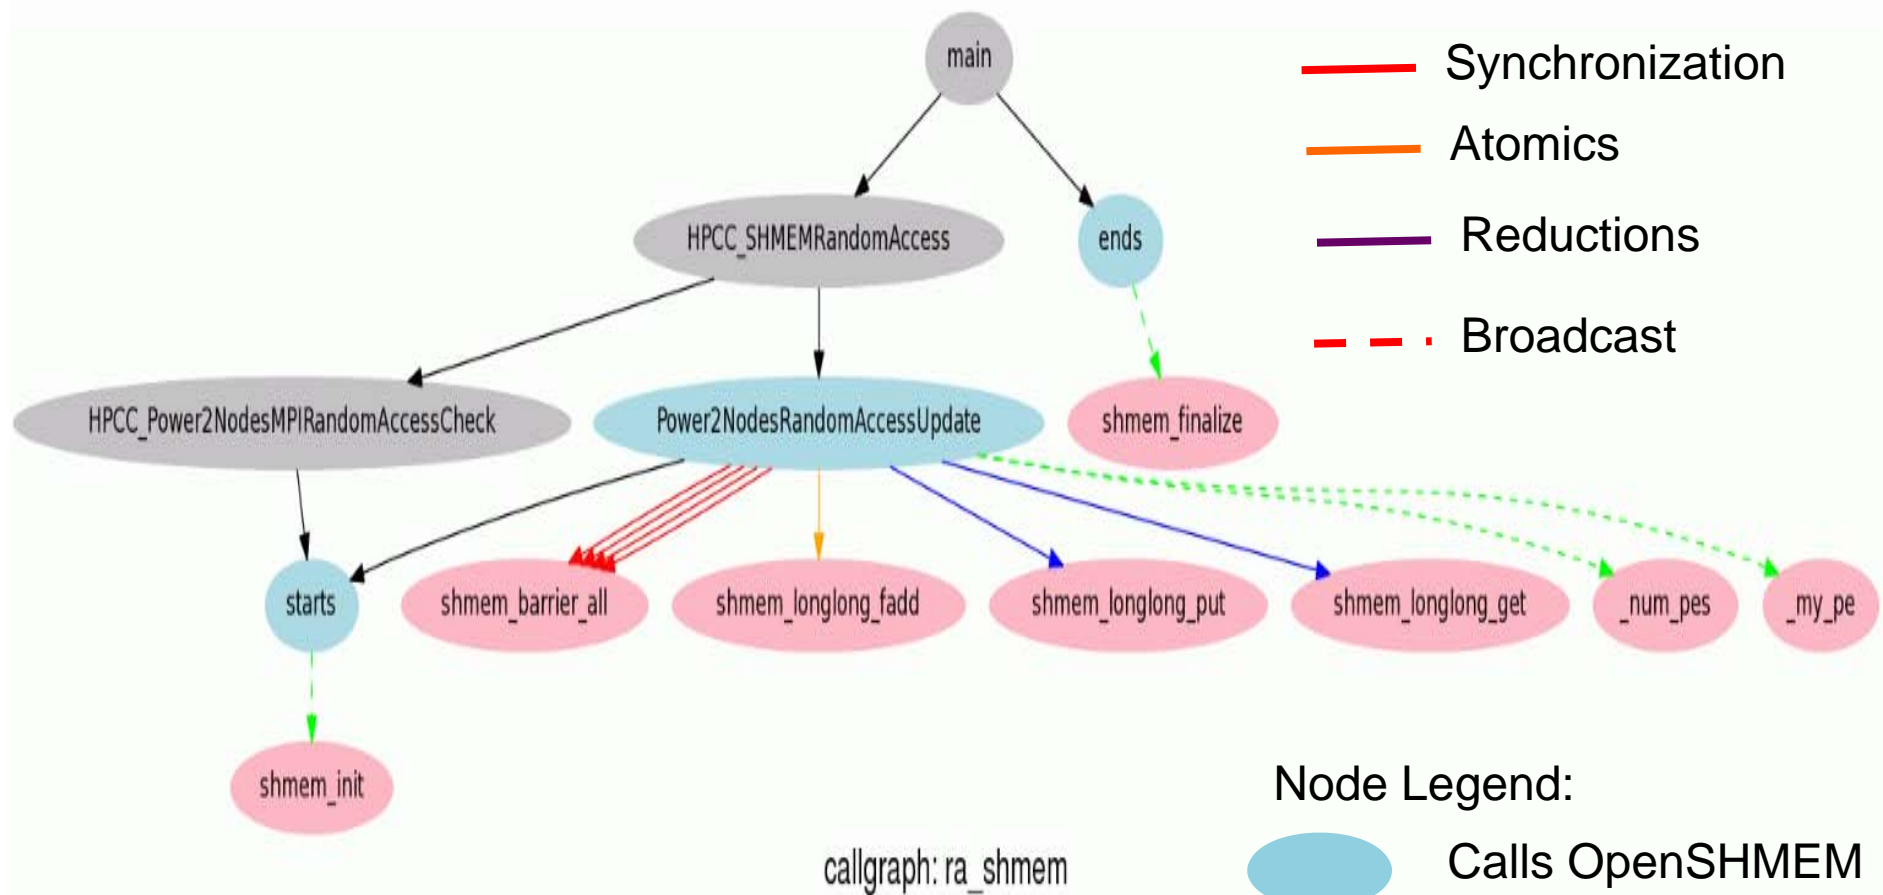 main
Synchronization
Atomics
HPCC_SHMEMRandomAccess
ends
Reductions
Broadcast
HPCC_Power2NodesMPIRandomAccessCheck
Power2NodesRandomAccessUpdate
shmem_finalize
starts
shmem_barrier_all
shmem_longlong_fadd
shmem_longlong_put
shmem_longlong_get
_num_pes
_my_pe
shmem_init
Node Legend:
callgraph: ra_shmem
Calls OpenSHMEM